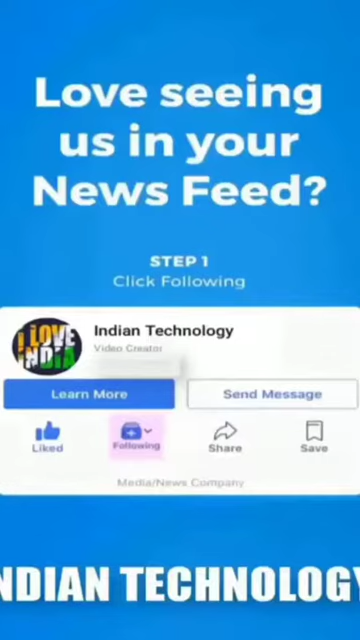 Love seeing
us in your
News Feed?
STEP 1
Click Following
I LOVE
INDIA
Indian Technology
Video Creator
Learn More
Send Message
Liked
Following
Share
Save
Media/News Company
INDIAN TECHNOLOGY